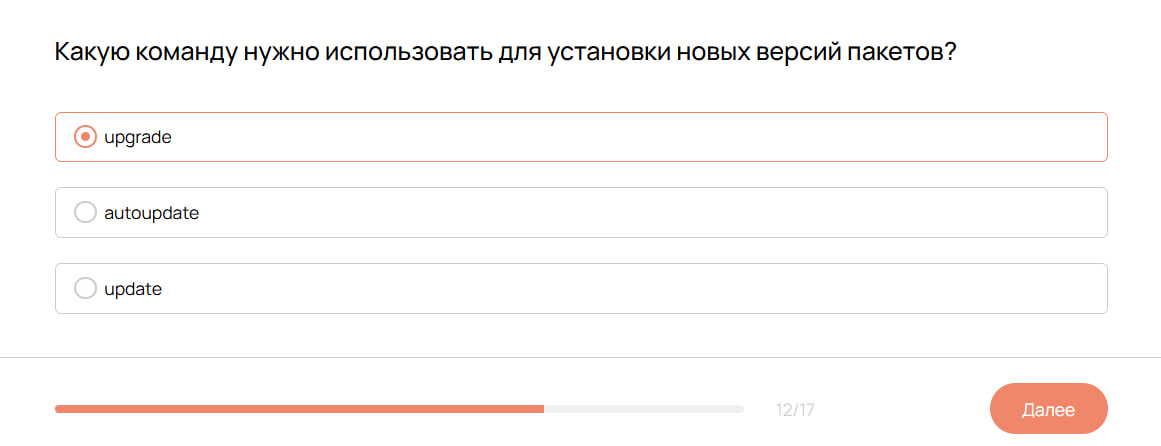 Какую команду нужно использовать для установки новых версий пакетов?
upgrade
autoupdate
update
12/17
Далее